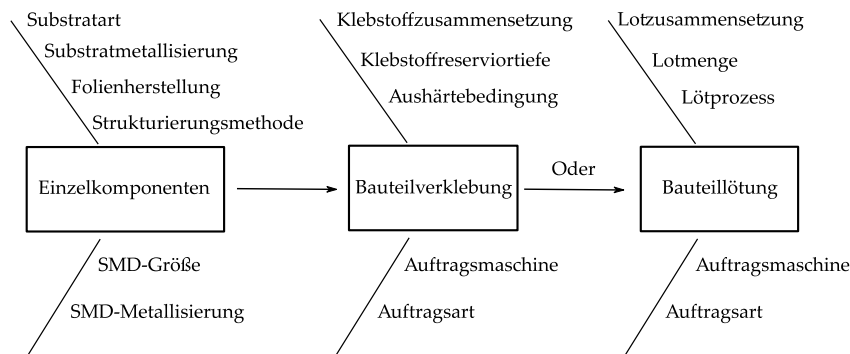 Substratart
Substratmetallisierung
Folienherstellung
Strukturierungsmethode
Einzelkomponenten
SMD-Größe
SMD-Metallisierung
Klebstoffzusammensetzung
Klebstoffreserviortiefe
Aushärtebedingung
Bauteilverklebung
Auftragsmaschine
Auftragsart
Oder
Lotzusammensetzung
Lotmenge
Lötprozess
Bauteillötung
Auftragsmaschine
Auftragsart